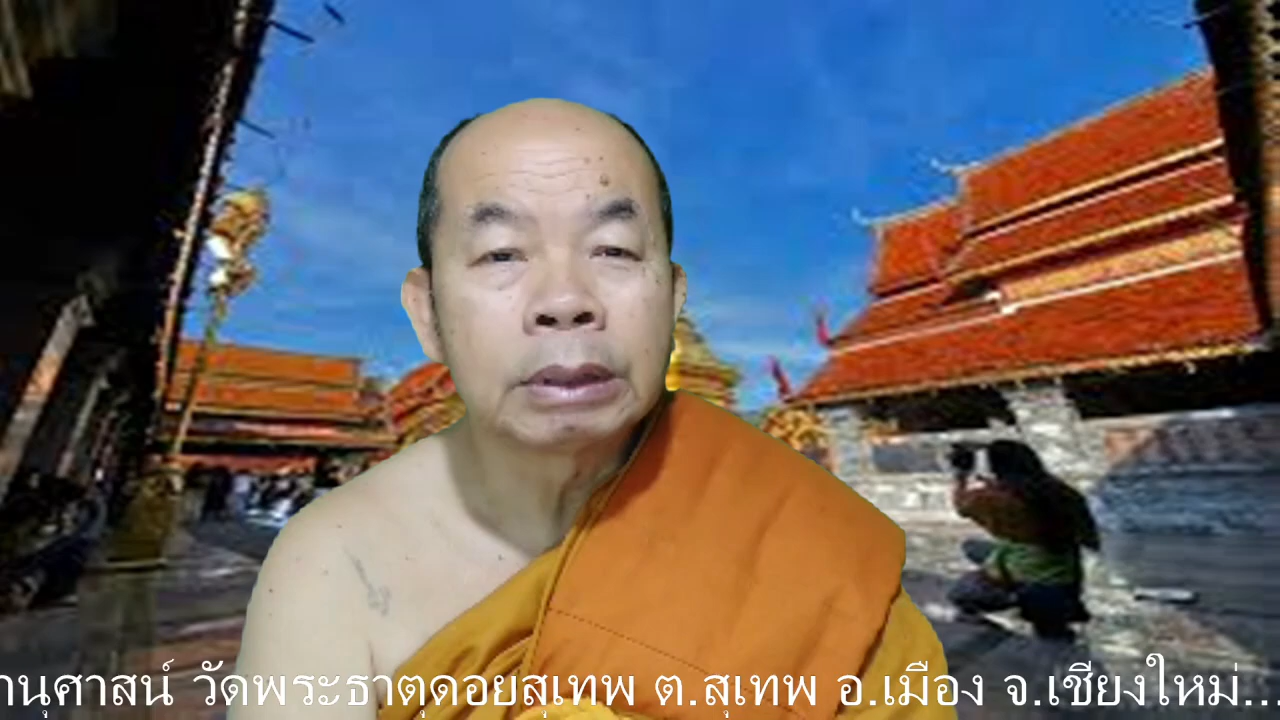 านุศาสน์ วัดพระธาตุดอยสุเทพ ต.สุเทพ อ.เมือง จ.เชียงใหม่...